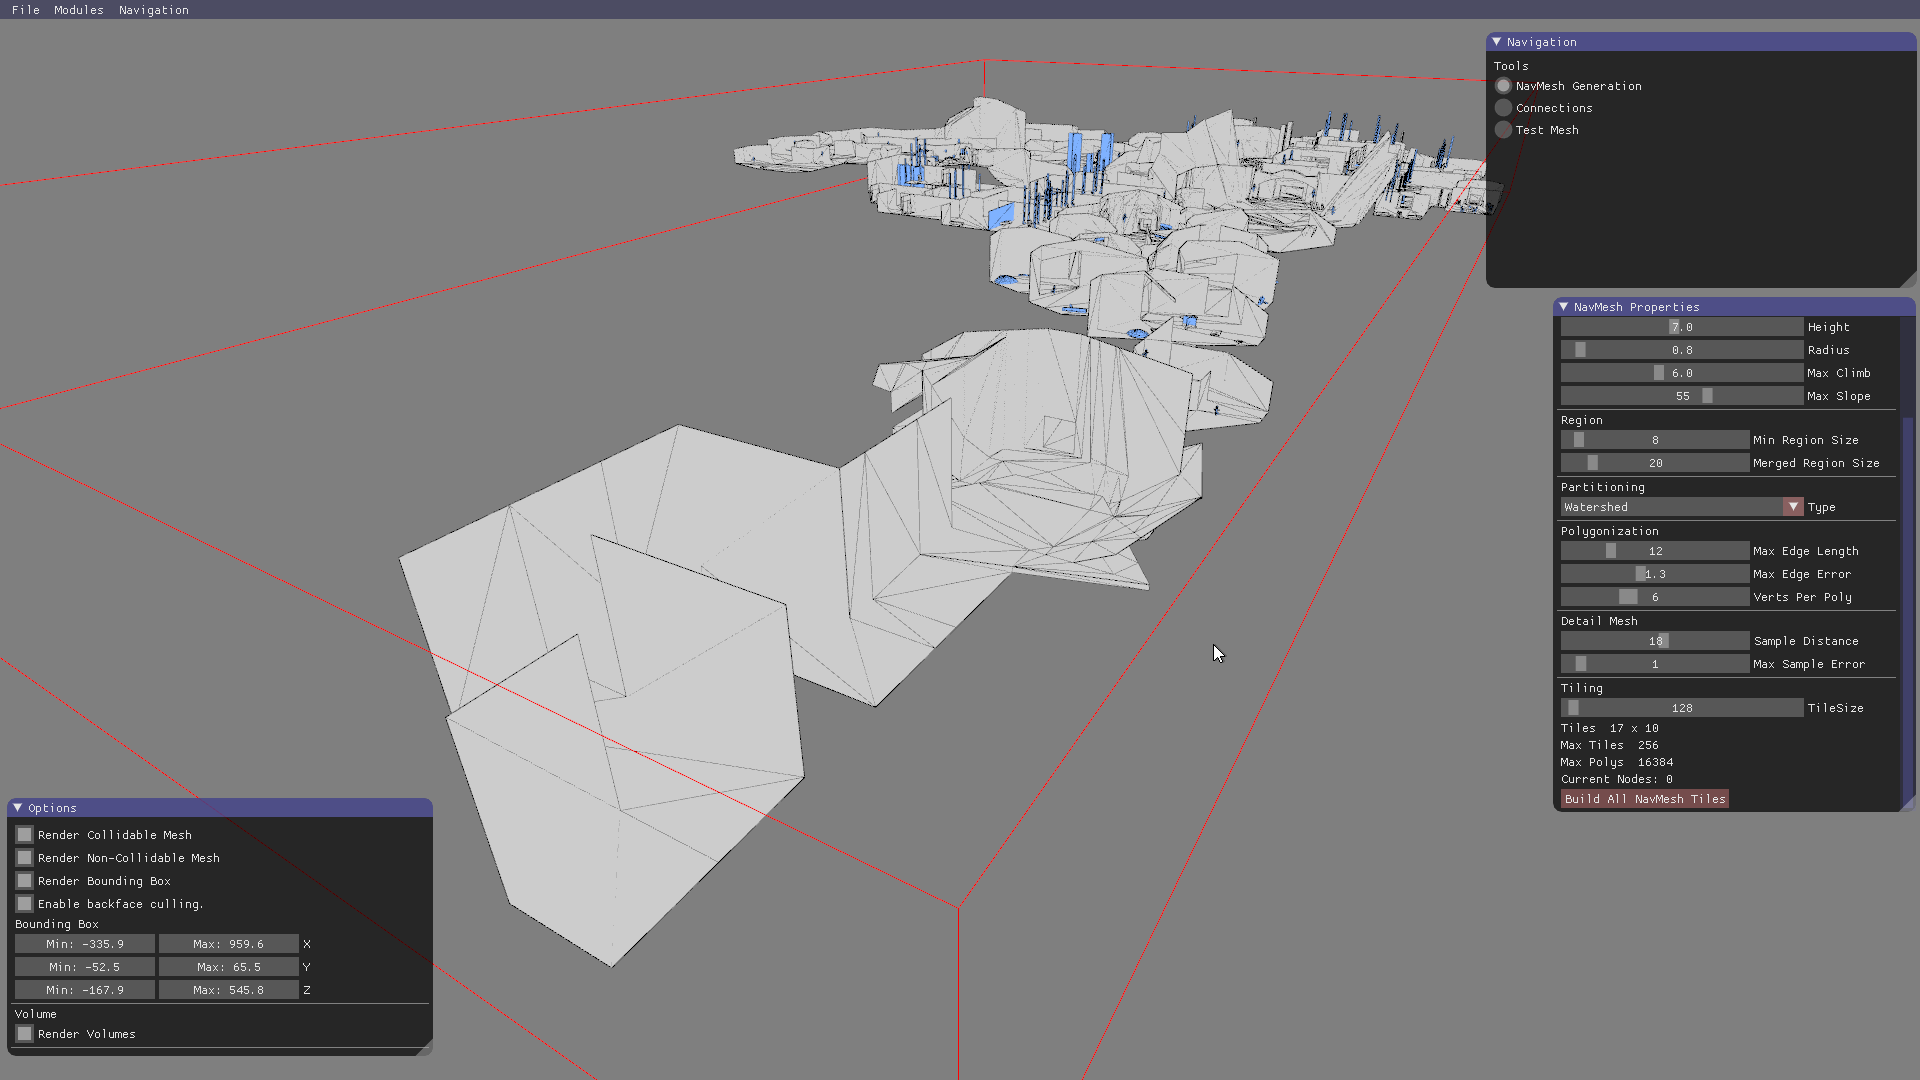 File Modules Navigation
Navigation
Tools
NavMesh Generation
Connections
Test Mesh
NavMesh Properties
7.0 Height
0.8 Radius
6.0 Max Climb
55 Max Slope
Region
8 Min Region Size
20 Merged Region Size
Partitioning
Watershed Type
Polygonization
12 Max Edge Length
1.3 Max Edge Error
6 Verts Per Poly
Detail Mesh
18 Sample Distance
1 Max Sample Error
Tiling
128 TileSize
Tiles 17 x 10
Max Tiles 256
Max Polys 16384
Current Nodes: 0
Build All NavMesh Tiles
Options
Render Collidable Mesh
Render Non-Collidable Mesh
Render Bounding Box
Enable backface culling.
Bounding Box
Min: -335.9 Max: 959.6 X
Min: -52.5 Max: 65.5 Y
Min: -167.9 Max: 545.8 Z
Volume
Render Volumes